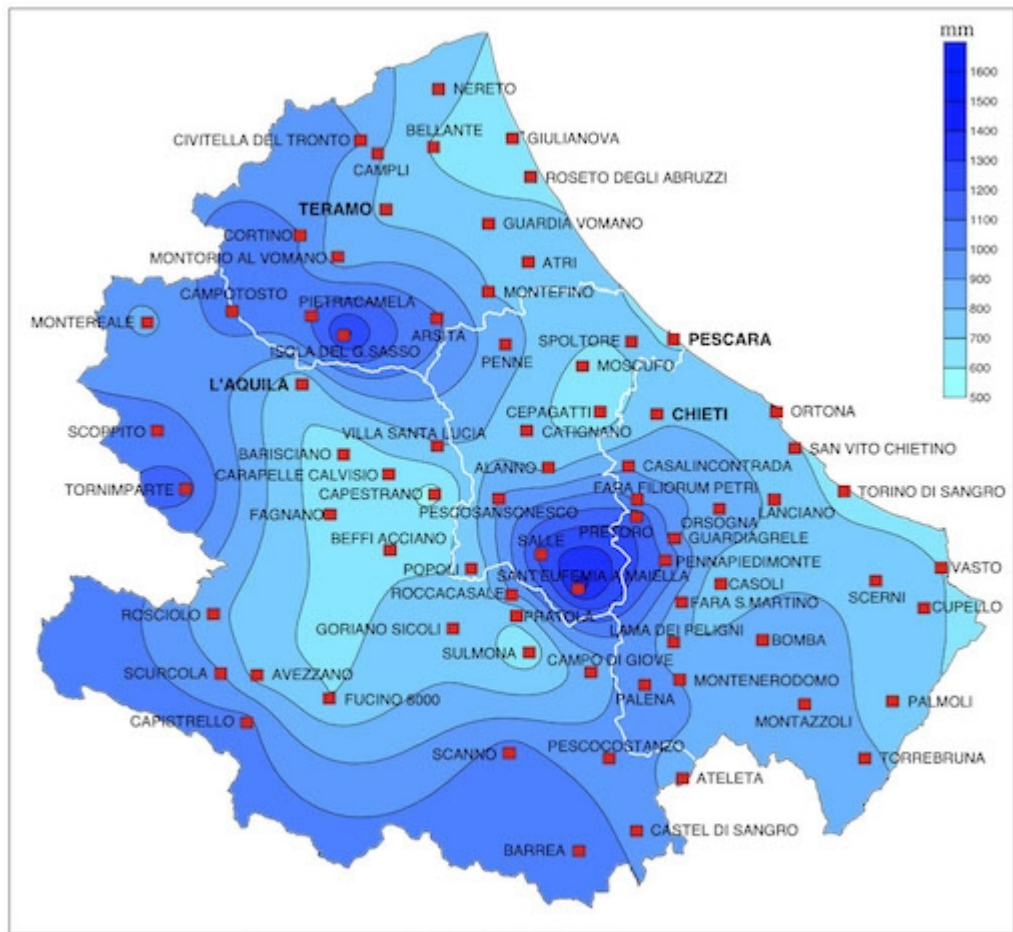 mm
1600
1500
1400
1300
1200
1100
1000
900
800
700
600
500
NERETO
CIVITELLA DEL TRONTO
BELLANTE
GIULIANOVA
CAMPLI
ROSETO DEGLI ABRUZZI
TERAMO
GUARDIA VOMANO
CORTINO
MONTORIO AL VOMANO
ATRI
MONTEFINO
CAMPOTOSTO
PIETRACAMELA
MONTEREALE
ARSITA
ISOLA DEL G.SASSO
PENNE
SPOLTORE
PESCARA
MOSCUFO
L'AQUILA
CEPAGATTI
CHIETI
ORTONA
SCOPPITO
VILLA SANTA LUCIA
CATIGNANO
SAN VITO CHIETINO
BARISCIANO
ALANNO
CASALINCONTRADA
CARAPELLE CALVISIO
TORNIMPARTE
CAPESTRANO
FARA FILIORUM PETRI
TORINO DI SANGRO
PESCOSANSONESCO
LANCIANO
FAGNANO
PRETORO
ORSOGNA
GUARDIAGRELE
BEFFI ACCIANO
SALLE
PENNAPIEDIMONTE
POPOLI
SANT'EUFEMIA A MAIELLA
CASOLI
VASTO
SCERNI
ROCCACASALE
FARA S.MARTINO
CUPELLO
ROSCIOLO
PRATOLA
GORIANO SICOLI
LAMA DEI PELIGNI
BOMBA
SULMONA
CAMPO DI GIOVE
SCURCOLA
AVEZZANO
MONTENERODOMO
FUCINO 8000
PALENA
PALMOLI
MONTAZZOLI
CAPISTRELLO
SCANNO
PESCOCOSTANZO
TORREBRUNA
ATELETA
CASTEL DI SANGRO
BARREA